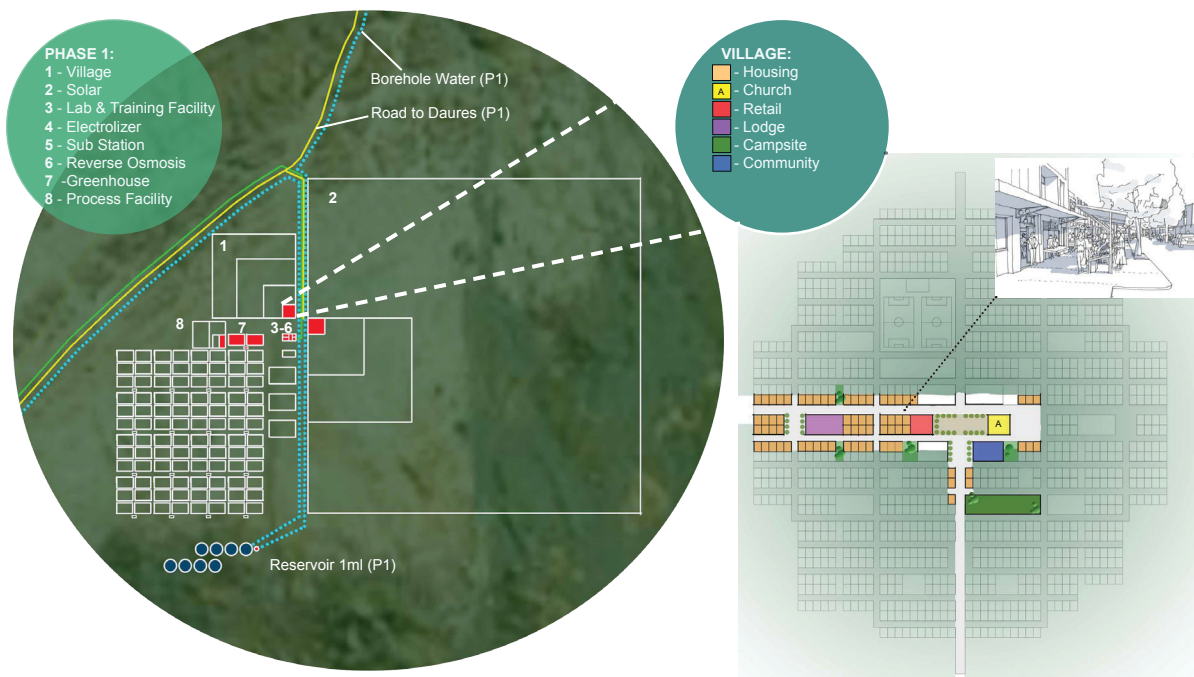 PHASE 1:
1 - Village
2 - Solar
3 - Lab & Training Facility
4 - Electrolizer
5 - Sub Station
6 - Reverse Osmosis
7 -Greenhouse
8 - Process Facility
Borehole Water (P1)
Road to Daures (P1)
2
1
8
7
3-6
Reservoir 1ml (P1)
VILLAGE:
- Housing
A - Church
- Retail
- Lodge
- Campsite
- Community
A